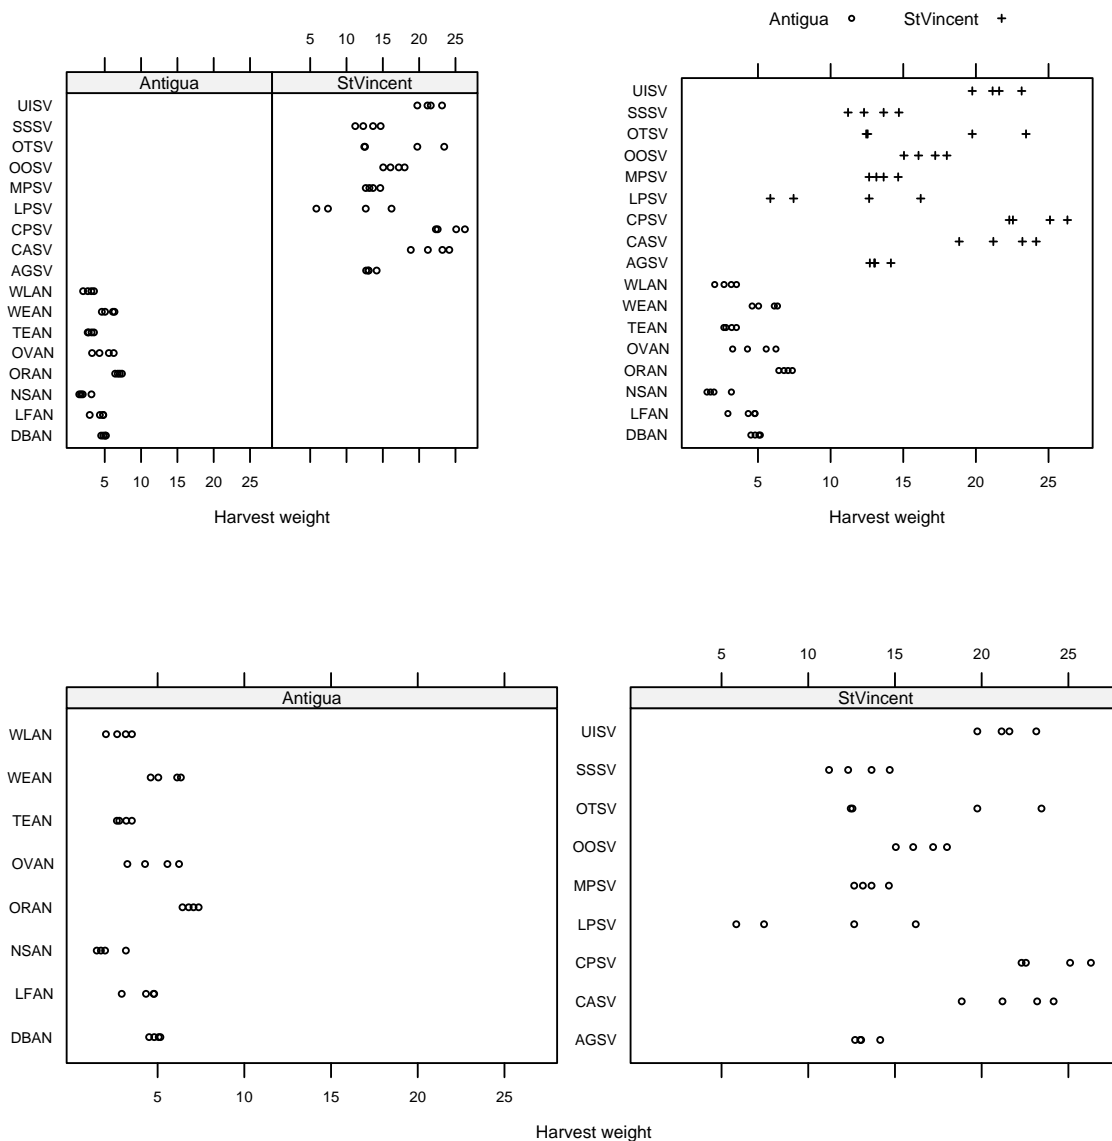 5 10 15 20 25
Antigua StVincent
UISV
SSSV
OTSV
OOSV
MPSV
LPSV
CPSV
CASV
AGSV
WLAN
WEAN
TEAN
OVAN
ORAN
NSAN
LFAN
DBAN
5 10 15 20 25
Harvest weight
Antigua StVincent
UISV
SSSV
OTSV
OOSV
MPSV
LPSV
CPSV
CASV
AGSV
WLAN
WEAN
TEAN
OVAN
ORAN
NSAN
LFAN
DBAN
5 10 15 20 25
Harvest weight
Antigua
WLAN
WEAN
TEAN
OVAN
ORAN
NSAN
LFAN
DBAN
5 10 15 20 25
5 10 15 20 25
StVincent
UISV
SSSV
OTSV
OOSV
MPSV
LPSV
CPSV
CASV
AGSV
Harvest weight